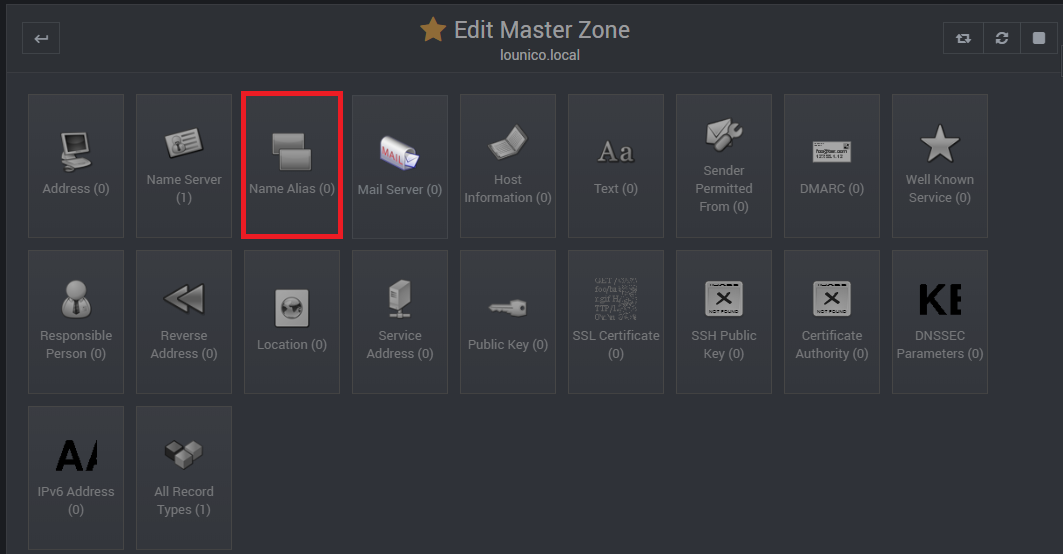 Edit Master Zone
lounico.local
Address (0)
Name Server
(1)
Name Alias (0)
MAIL
Mail Server (0)
Host
Information (0)
Aa
Text (0)
Sender
Permitted
From (0)
DMARC (0)
Well Known
Service (0)
Responsible
Person (0)
Reverse
Address (0)
Location (0)
Service
Address (0)
Public Key (0)
SSL Certificate
(0)
NOT FOUND
SSH Public
Key (0)
NOT FOUND
Certificate
Authority (0)
KE
DNSSEC
Parameters (0)
AA
IPv6 Address
(0)
All Record
Types (1)